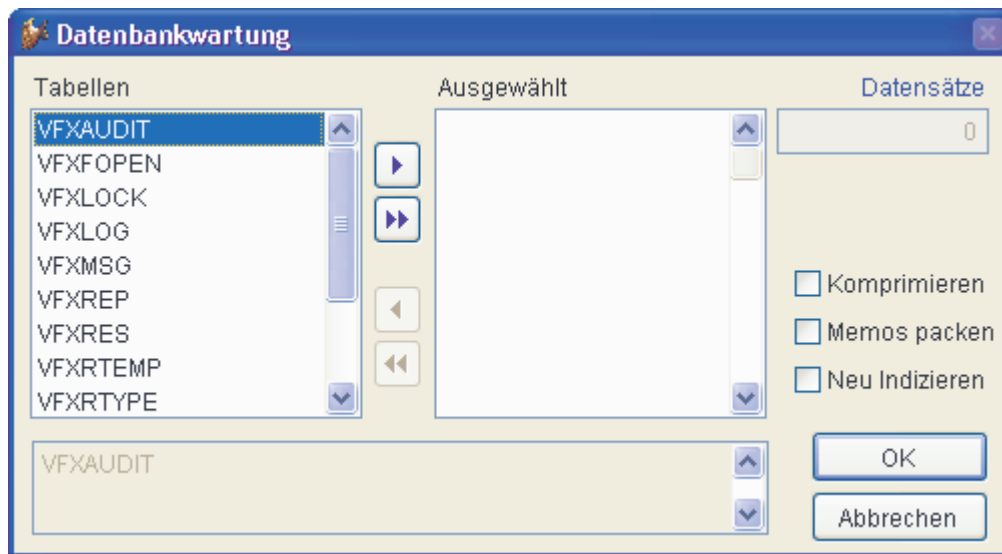 Datenbankwartung
Tabellen
Ausgewählt
Datensätze
VFXAUDIT
VFXFOPEN
VFXLOCK
VFXLOG
VFXMSG
VFXREP
VFXRES
VFXRTEMP
VFXRTYPE
0
Komprimieren
Memos packen
Neu Indizieren
VFXAUDIT
OK
Abbrechen